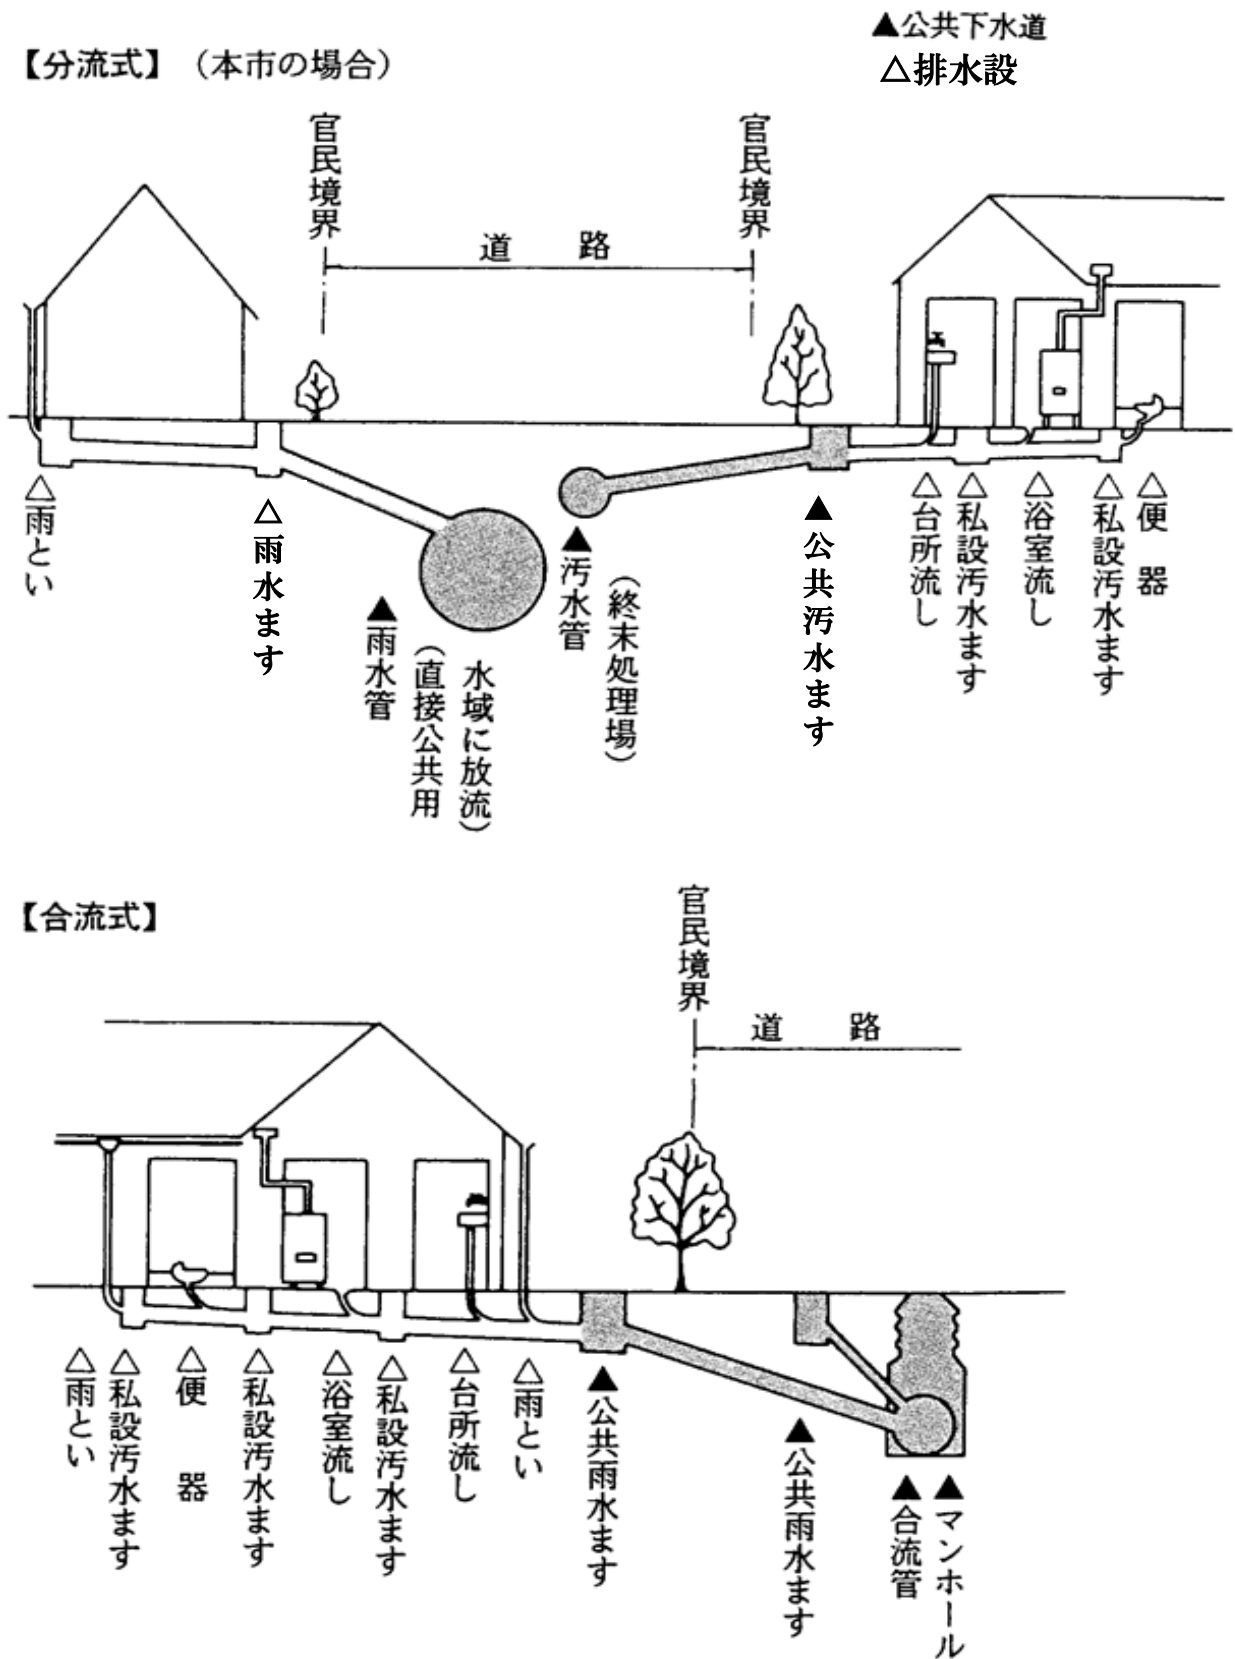 ▲公共下水道
△排水設
【分流式】（本市の場合）
官民境界
官民境界
道　路
△雨とい
△雨水ます
▲雨水管
（直接公共用
水域に放流）
▲汚水管
（終末処理場）
▲公共汚水ます
△台所流し
△私設汚水ます
△浴室流し
△私設汚水ます
△便　器
【合流式】
官民境界
道　路
△雨とい
△私設汚水ます
△便　器
△私設汚水ます
△浴室流し
△私設汚水ます
△台所流し
△雨とい
▲公共雨水ます
▲公共雨水ます
▲合流管
▲マンホール